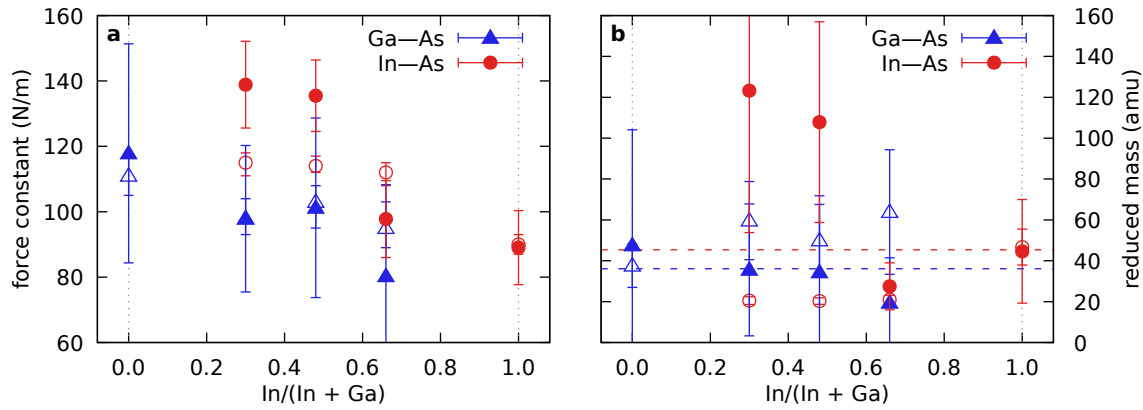 a
Ga—As
In—As
force constant (N/m)
160
140
120
100
80
60
0.0 0.2 0.4 0.6 0.8 1.0
In/(In + Ga)
b
Ga—As
In—As
reduced mass (amu)
160
140
120
100
80
60
40
20
0
0.0 0.2 0.4 0.6 0.8 1.0
In/(In + Ga)